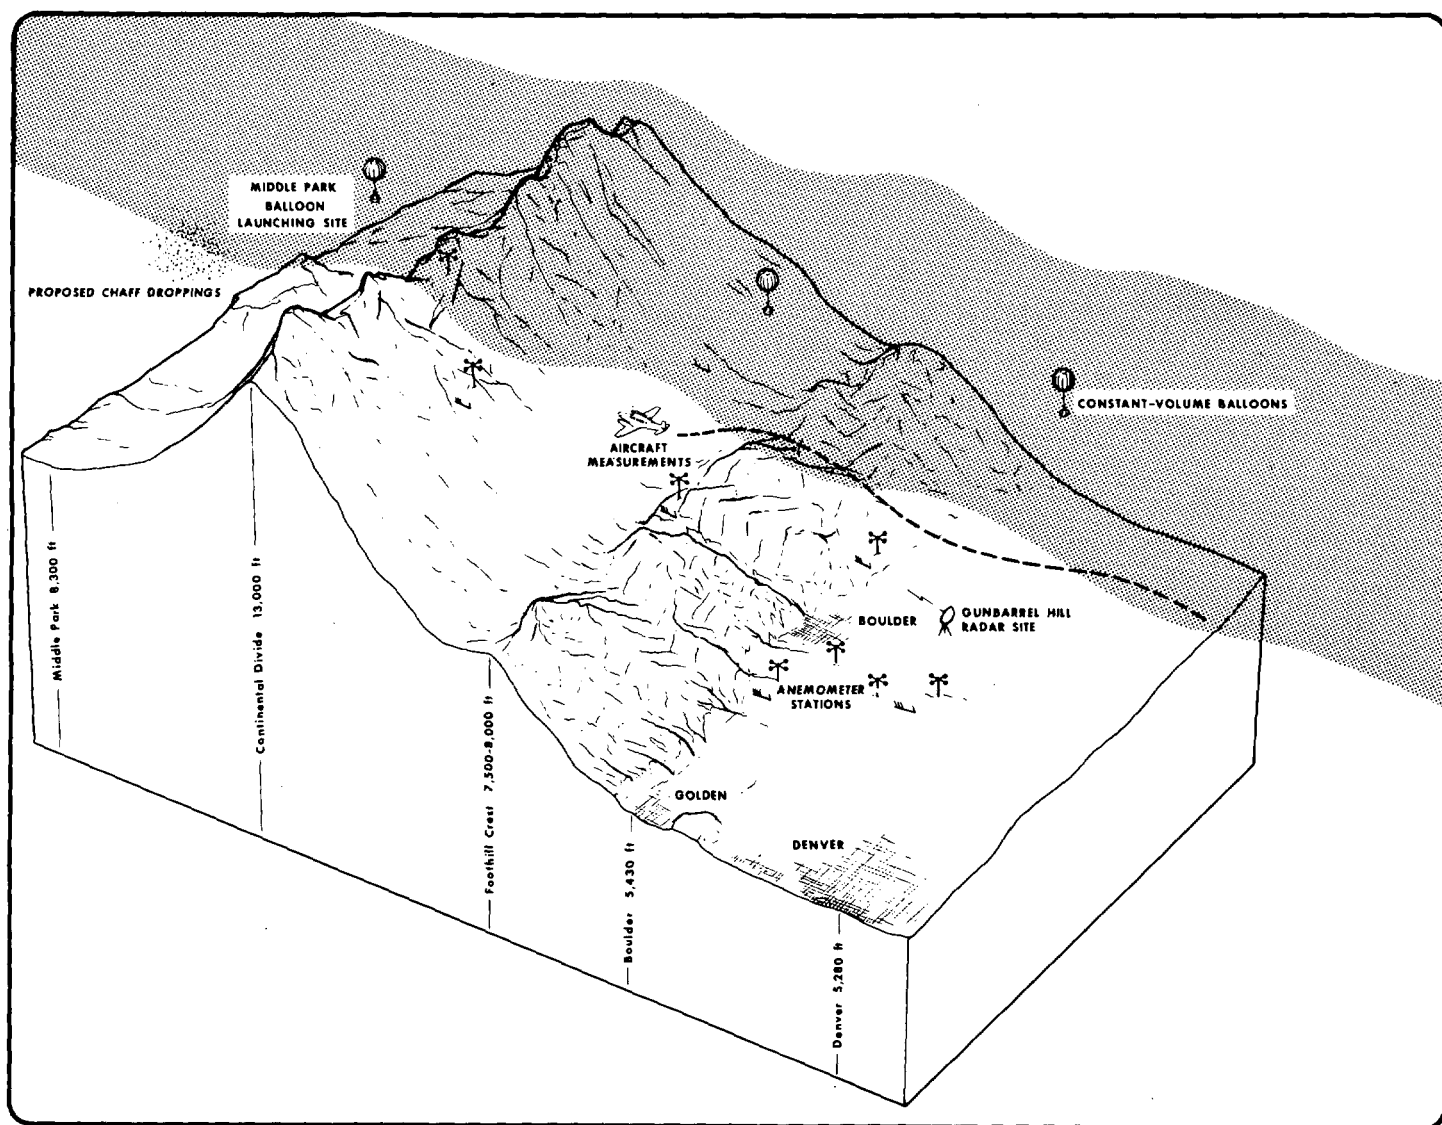 MIDDLE PARK
BALLOON
LAUNCHING SITE
PROPOSED CHAFF DROPPINGS
CONSTANT-VOLUME BALLOONS
AIRCRAFT
MEASUREMENTS
BOULDER
GUNBARREL HILL
RADAR SITE
ANEMOMETER
STATIONS
GOLDEN
DENVER
Middle Park 8,300 ft
Continental Divide 13,000 ft
Foothill Crest 7,500-8,000 ft
Boulder 5,430 ft
Denver 5,280 ft